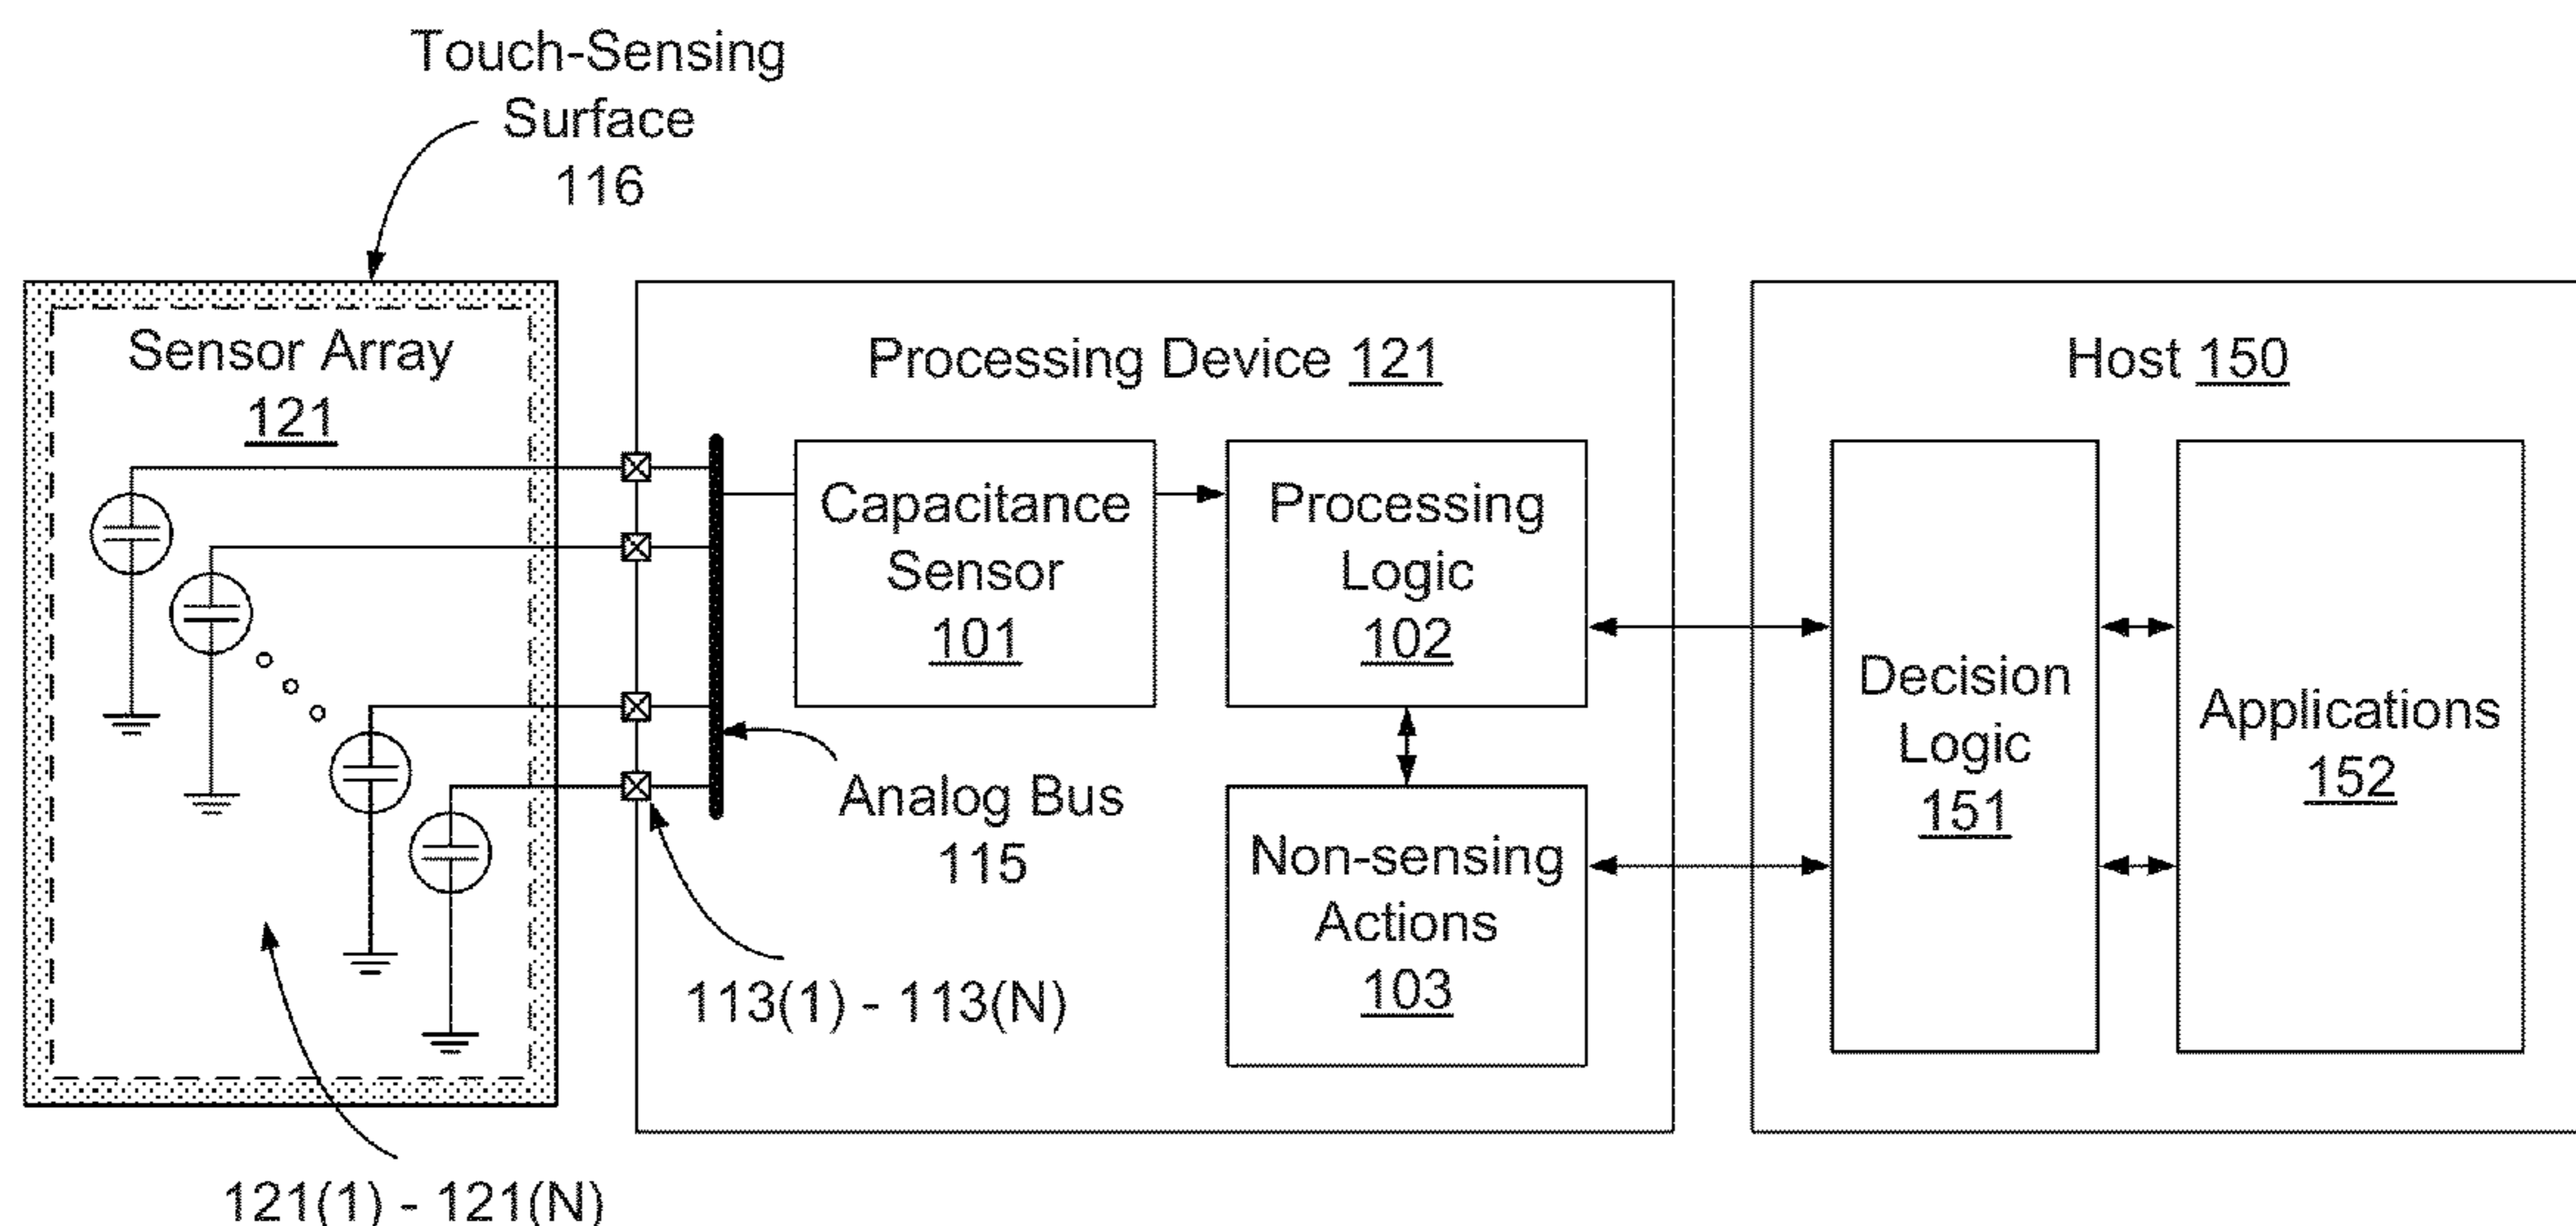 Touch-Sensing
Surface
116
Sensor Array
121
Processing Device 121
Host 150
Capacitance
Sensor
101
Processing
Logic
102
Decision
Logic
151
Applications
152
Analog Bus
115
Non-sensing
Actions
103
113(1) - 113(N)
121(1) - 121(N)